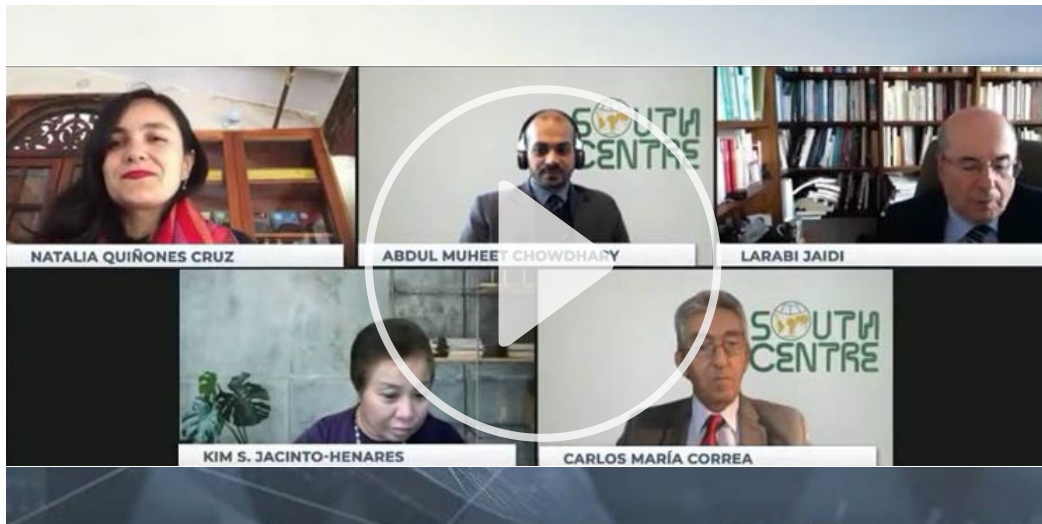 SOUTH
CENTRE
NATALIA QUIÑONES CRUZ
ABDUL MUHEET CHOWDHARY
LARABI JAIDI
SOUTH
CENTRE
KIM S. JACINTO-HENARES
CARLOS MARÍA CORREA